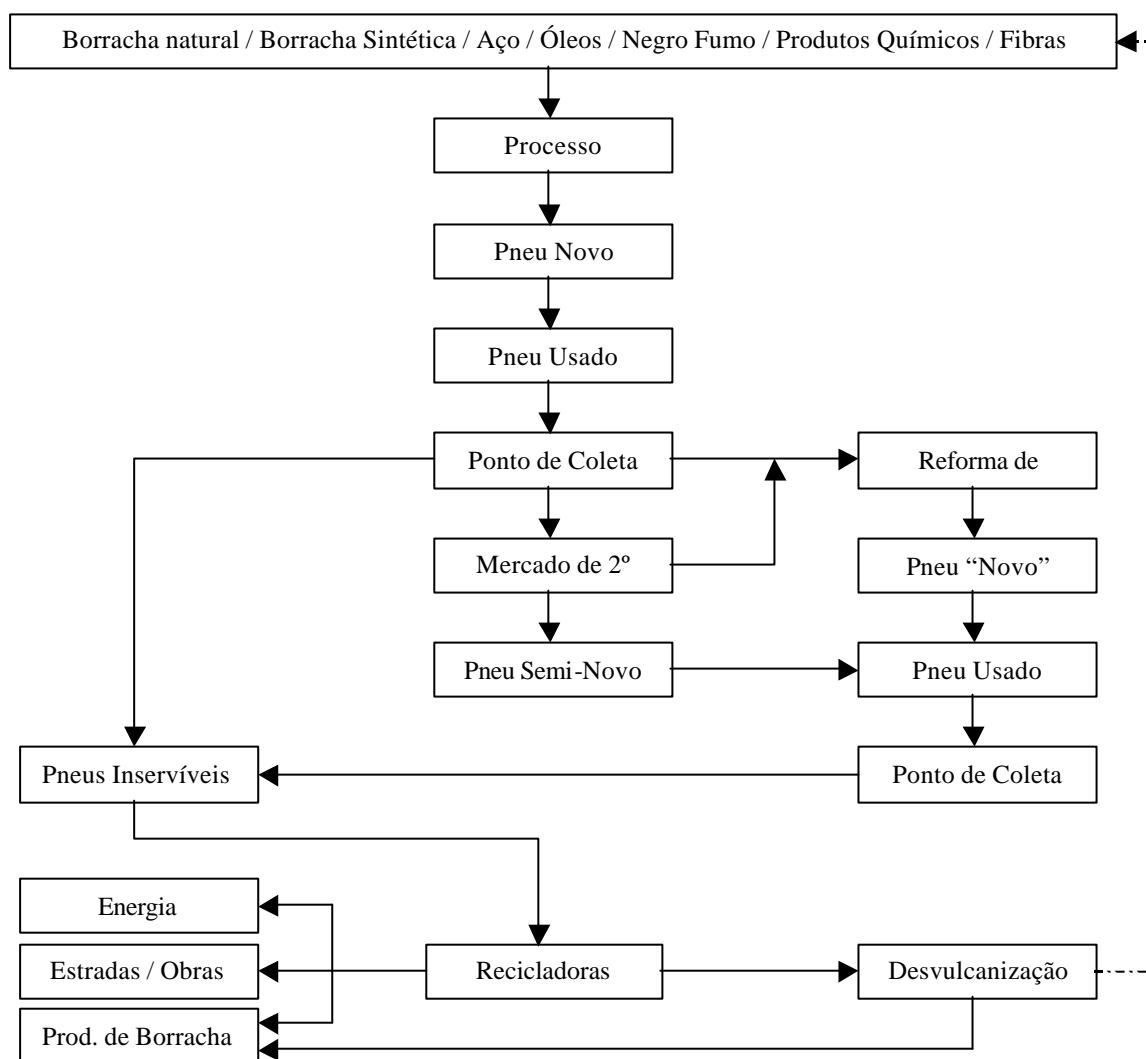 Borracha natural / Borracha Sintética / Aço / Óleos / Negro Fumo / Produtos Químicos / Fibras
Processo
Pneu Novo
Pneu Usado
Ponto de Coleta
Reforma de
Mercado de 2º
Pneu “Novo”
Pneu Semi-Novo
Pneu Usado
Pneus Inservíveis
Ponto de Coleta
Energia
Estradas / Obras
Recicladoras
Desvulcanização
Prod. de Borracha